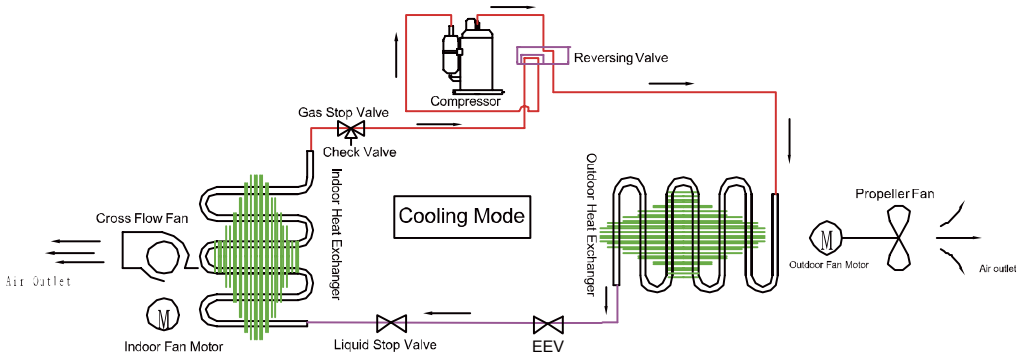 Reversing Valve
Compressor
Gas Stop Valve
Check Valve
Indoor Heat Exchanger
Outdoor Heat Exchanger
Cooling Mode
Propeller Fan
Cross Flow Fan
M
Outdoor Fan Motor
Air outlet
Air Outlet
M
Indoor Fan Motor
Liquid Stop Valve
EEV